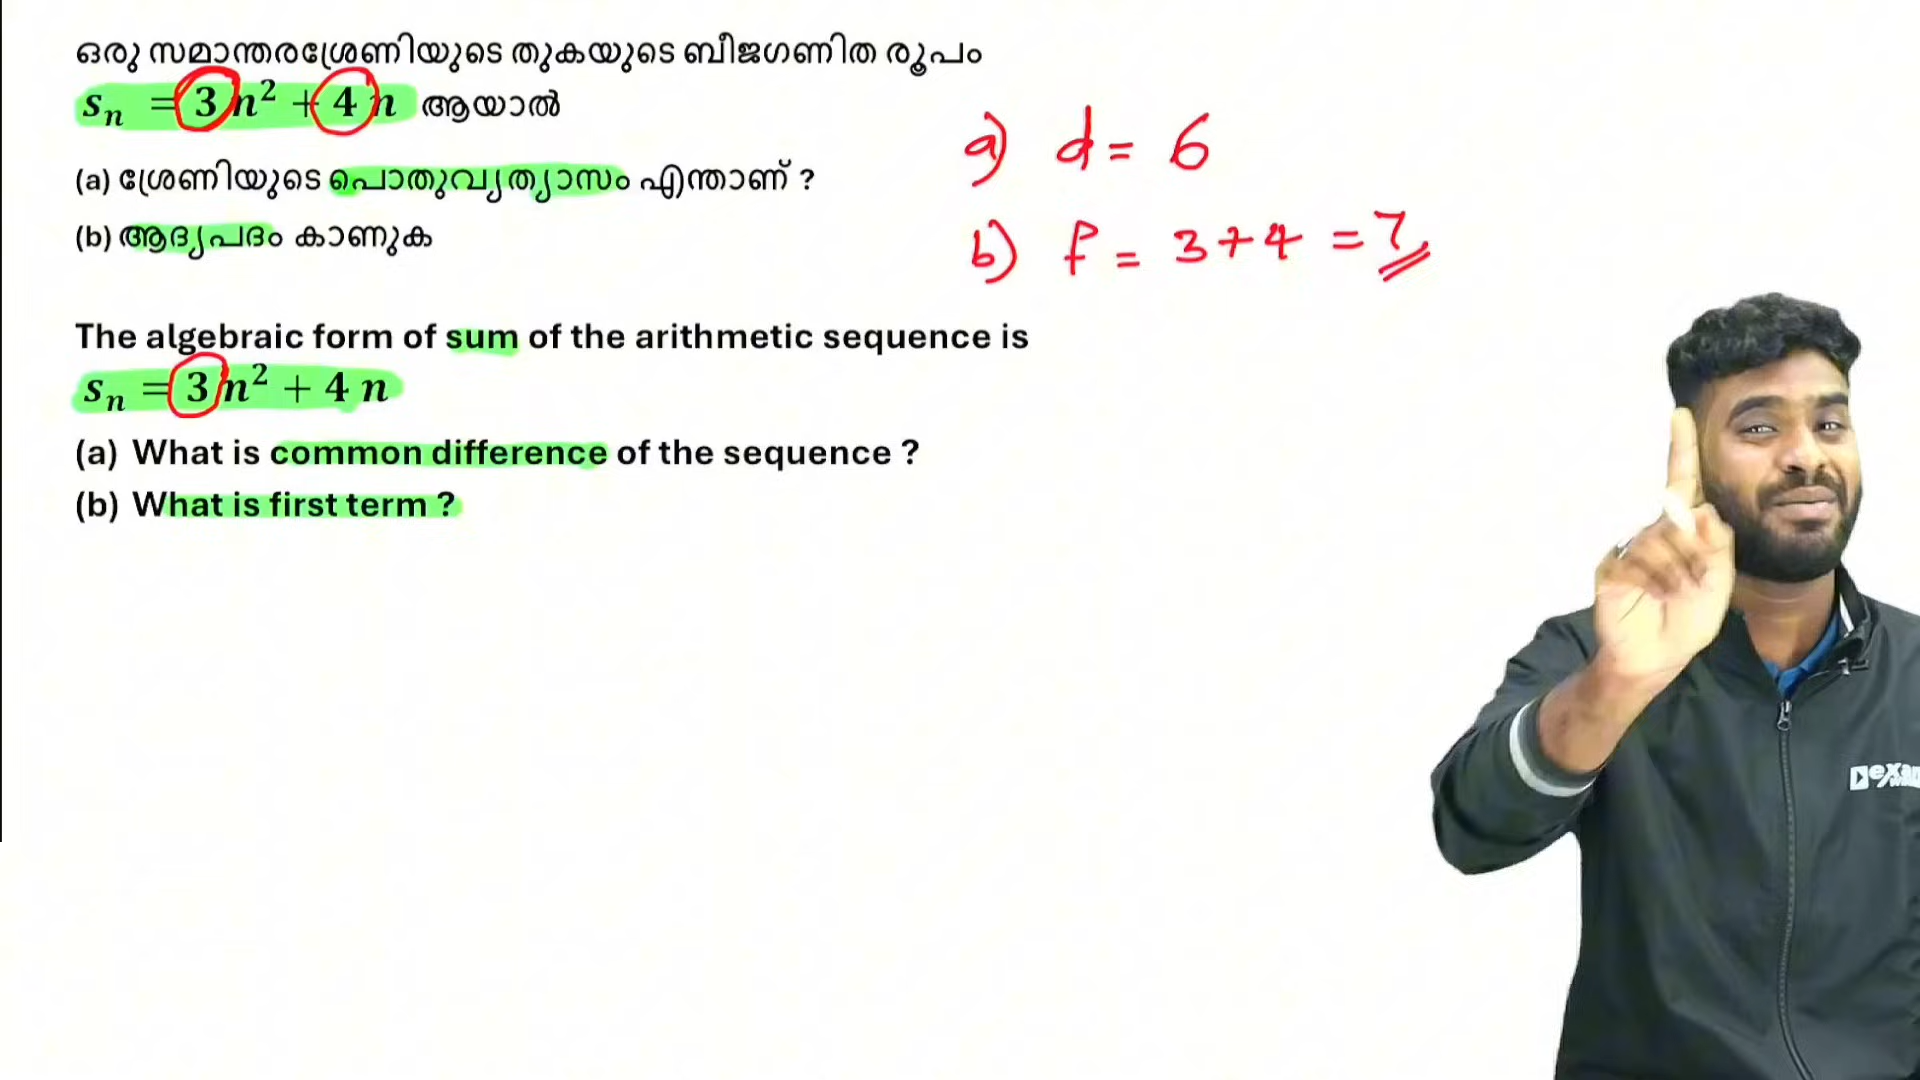 ഒരു സമാന്തരശ്രേണിയുടെ തുകയുടെ ബീജഗണിത രൂപം
sₙ = 3n² + 4n ആയാൽ
(a) ശ്രേണിയുടെ പൊതുവ്യത്യാസം എന്താണ് ?
(b) ആദ്യപദം കാണുക
a) d = 6
b) f = 3+4 = 7
The algebraic form of sum of the arithmetic sequence is
sₙ = 3n² + 4 n
(a) What is common difference of the sequence ?
(b) What is first term ?